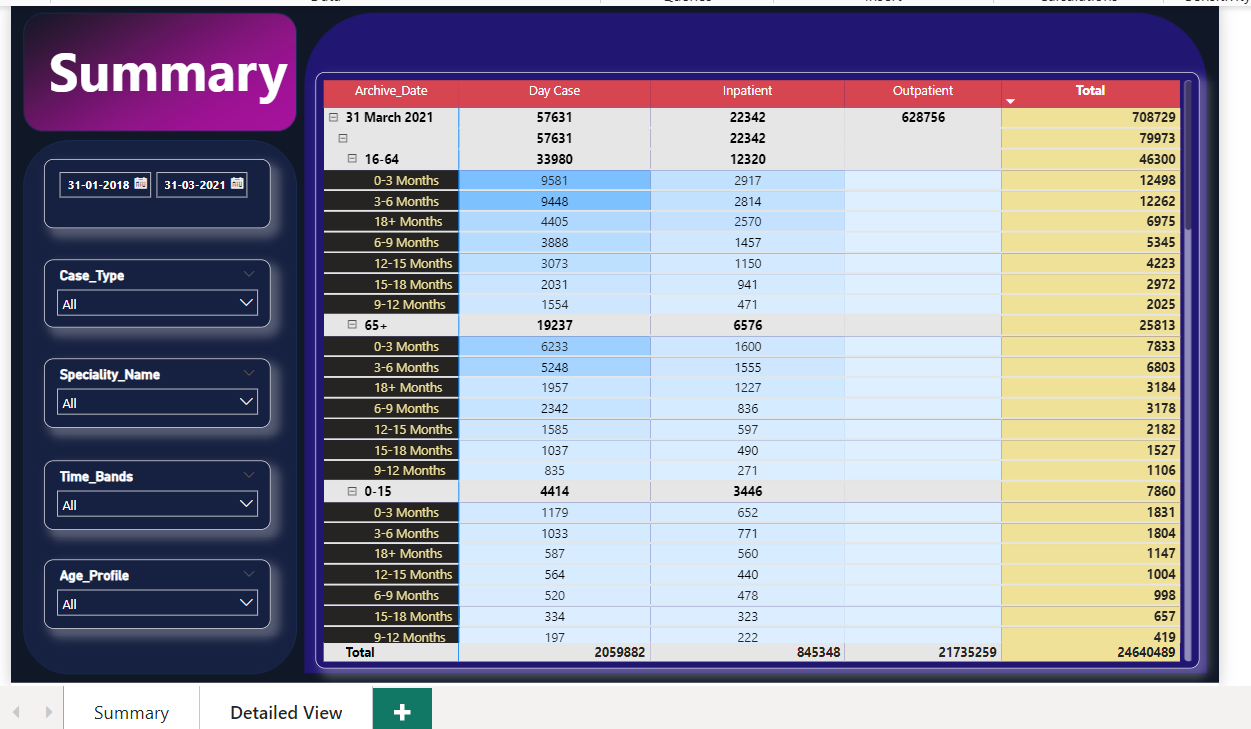 Summary
31-01-2018 31-03-2021
Case_Type
All
Speciality_Name
All
Time_Bands
All
Age_Profile
All
Archive_Date Day Case Inpatient Outpatient Total
31 March 2021 57631 22342 628756 708729
57631 22342 79973
16-64 33980 12320 46300
0-3 Months 9581 2917 12498
3-6 Months 9448 2814 12262
18+ Months 4405 2570 6975
6-9 Months 3888 1457 5345
12-15 Months 3073 1150 4223
15-18 Months 2031 941 2972
9-12 Months 1554 471 2025
65+ 19237 6576 25813
0-3 Months 6233 1600 7833
3-6 Months 5248 1555 6803
18+ Months 1957 1227 3184
6-9 Months 2342 836 3178
12-15 Months 1585 597 2182
15-18 Months 1037 490 1527
9-12 Months 835 271 1106
0-15 4414 3446 7860
0-3 Months 1179 652 1831
3-6 Months 1033 771 1804
18+ Months 587 560 1147
12-15 Months 564 440 1004
6-9 Months 520 478 998
15-18 Months 334 323 657
9-12 Months 197 222 419
Total 2059882 845348 21735259 24640489
Summary Detailed View +